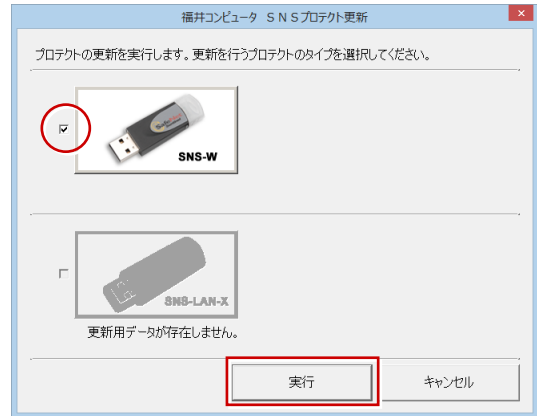 福井コンピュータ ＳＮＳプロテクト更新
プロテクトの更新を実行します。更新を行うプロテクトのタイプを選択してください。
SNS-W
SNS-LAN-X
更新用データが存在しません。
実行
キャンセル